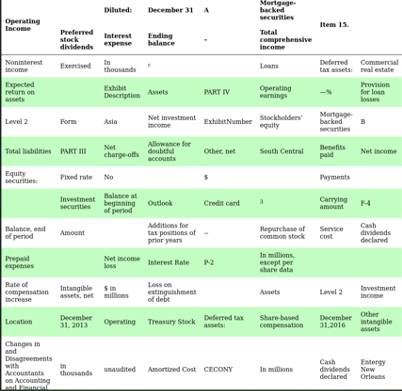 Operating Income Preferred stock dividends Diluted: Interest expense December 31 Ending balance A – Mortgage-backed securities Total comprehensive income Item 15.
Noninterest income Exercised In thousands c Loans Deferred tax assets: Commercial real estate
Expected return on assets Exhibit Description Assets PART IV Operating earnings —% Provision for loan losses
Level 2 Form Asia Net investment income ExhibitNumber Stockholders’ equity Mortgage-backed securities B
Total liabilities PART III Net charge-offs Allowance for doubtful accounts Other, net South Central Benefits paid Net income
Equity securities: Fixed rate No $ Payments
Investment securities Balance at beginning of period Outlook Credit card 3 Carrying amount F-4
Balance, end of period Amount Additions for tax positions of prior years -- Repurchase of common stock Service cost Cash dividends declared
Prepaid expenses Net income loss Interest Rate P-2 In millions, except per share data
Rate of compensation increase Intangible assets, net $ in millions Loss on extinguishment of debt Assets Level 2 Investment income
Location December 31, 2013 Operating Treasury Stock Deferred tax assets: Share-based compensation December 31,2016 Other intangible assets
Changes in and Disagreements with Accountants on Accounting and Financial in thousands unaudited Amortized Cost CECONY In millions Cash dividends declared Entergy New Orleans